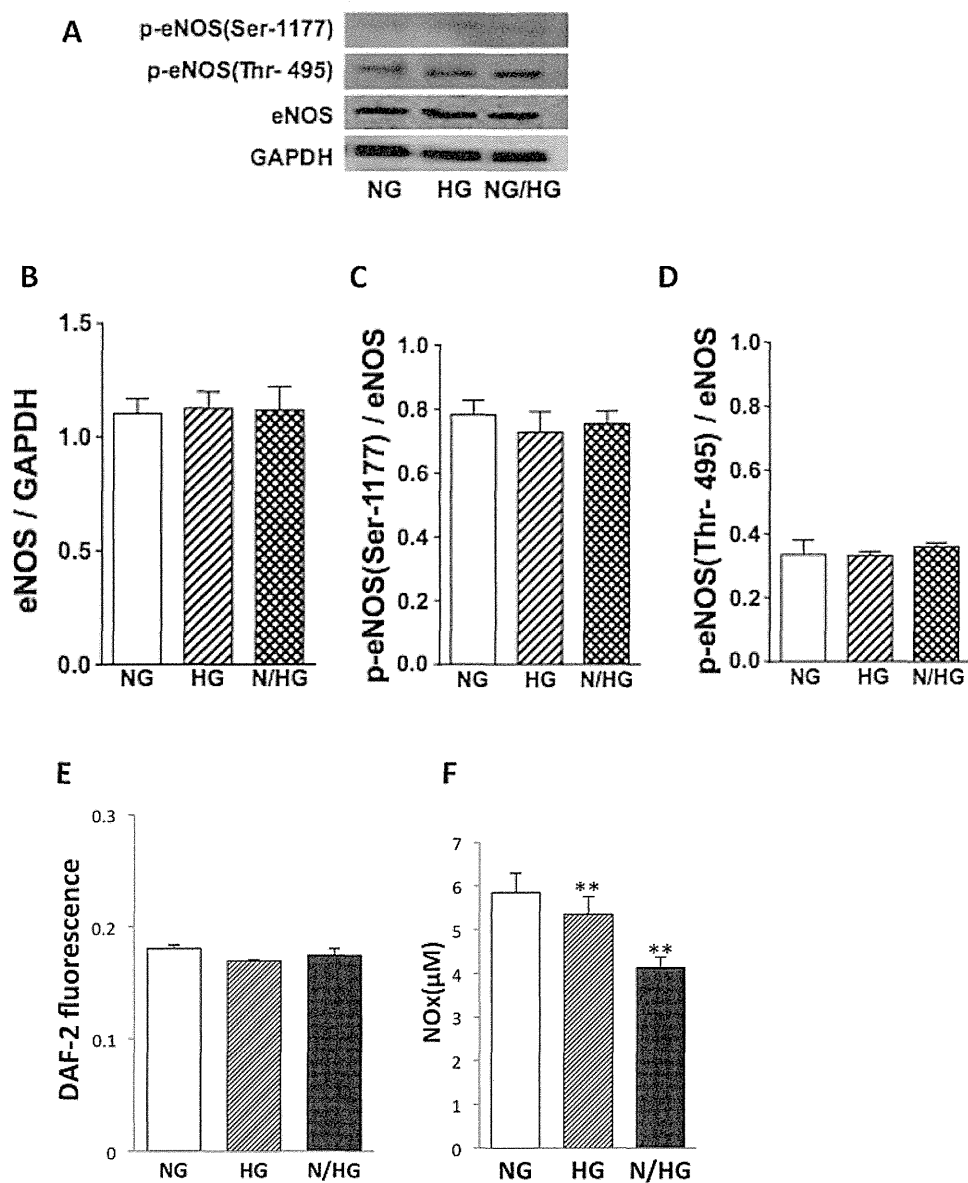 A
p-eNOS(Ser-1177)
p-eNOS(Thr- 495)
eNOS
GAPDH
NG HG NG/HG
B
eNOS / GAPDH
1.5
1.0
0.5
0.0
NG HG N/HG
C
p-eNOS(Ser-1177) / eNOS
1.0
0.8
0.6
0.4
0.2
0.0
NG HG N/HG
D
p-eNOS(Thr- 495) / eNOS
1.0
0.8
0.6
0.4
0.2
0.0
NG HG N/HG
E
DAF-2 fluorescence
0.3
0.2
0.1
0
NG HG N/HG
F
NOx(μM)
7
6
5
4
3
2
1
0
**
**
NG HG N/HG